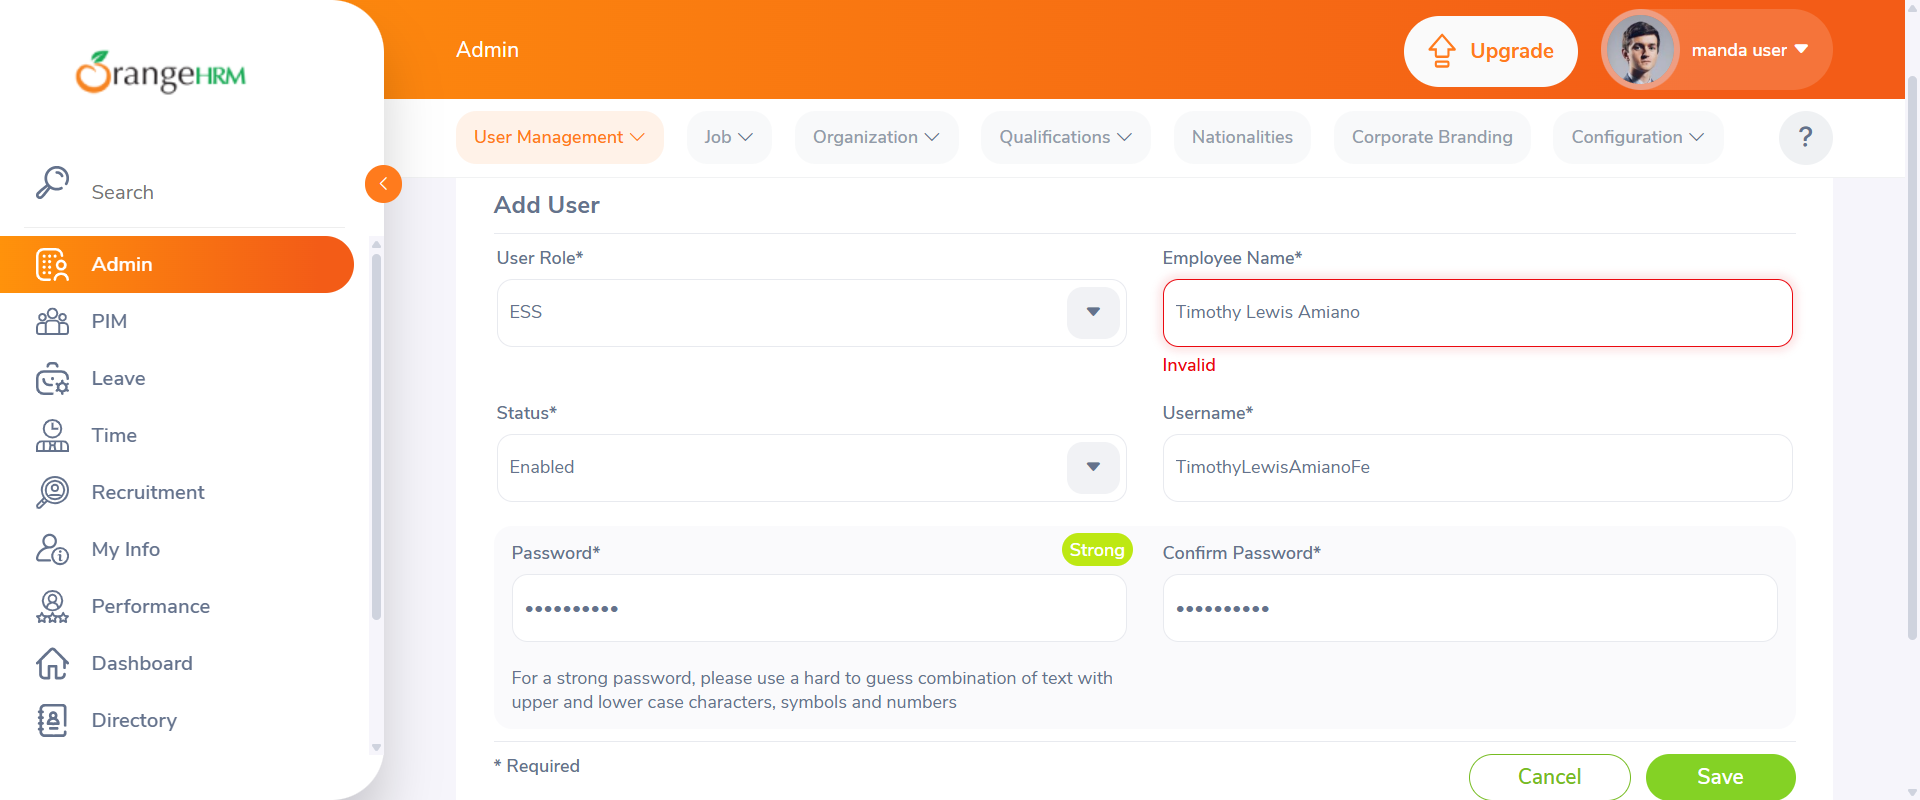 OrangeHRM
Search
Admin
PIM
Leave
Time
Recruitment
My Info
Performance
Dashboard
Directory
Admin
Upgrade
manda user
User Management
Job
Organization
Qualifications
Nationalities
Corporate Branding
Configuration
?
Add User
User Role*
ESS
Employee Name*
Timothy Lewis Amiano
Invalid
Status*
Enabled
Username*
TimothyLewisAmianoFe
Password*
Strong
••••••••••
Confirm Password*
••••••••••
For a strong password, please use a hard to guess combination of text with
upper and lower case characters, symbols and numbers
* Required
Cancel
Save